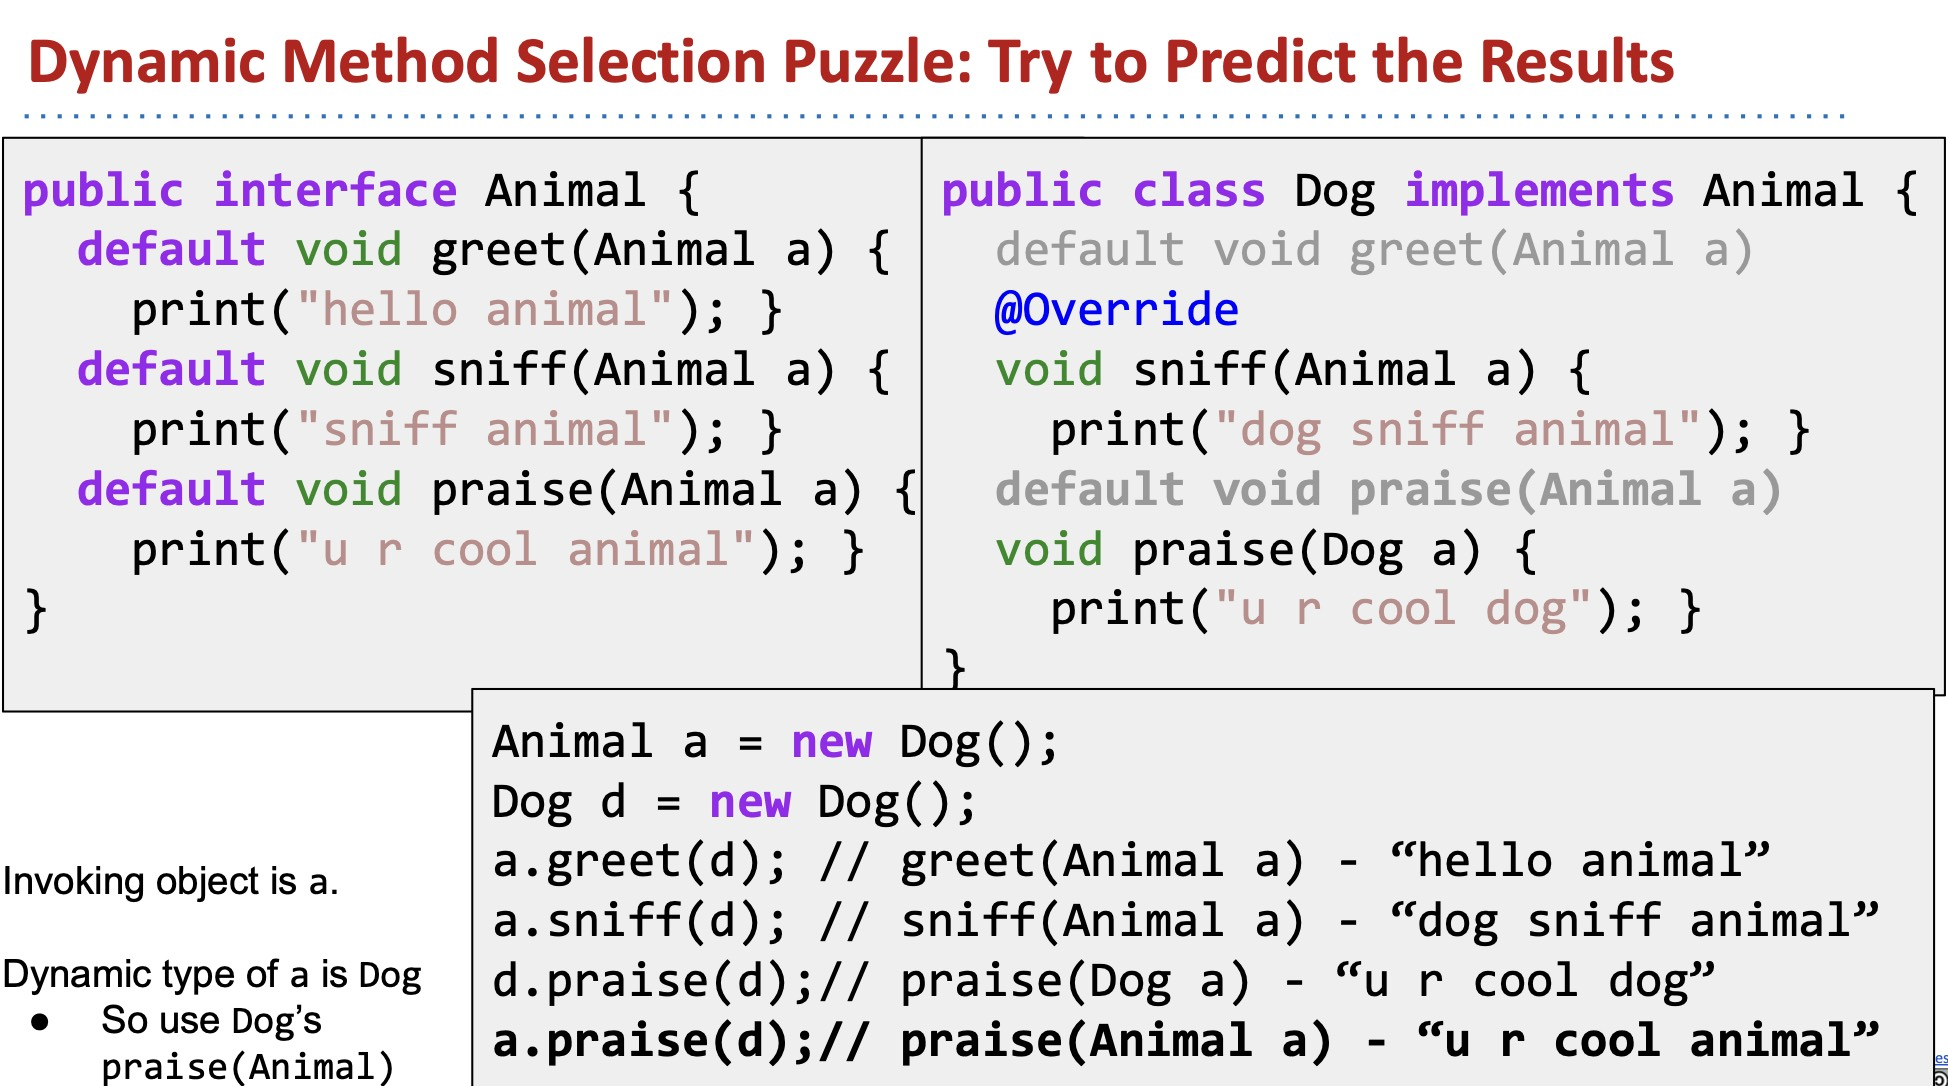 Dynamic Method Selection Puzzle: Try to Predict the Results
public interface Animal {
default void greet(Animal a) {
print("hello animal"); }
default void sniff(Animal a) {
print("sniff animal"); }
default void praise(Animal a) {
print("u r cool animal"); }
}
public class Dog implements Animal {
default void greet(Animal a)
@Override
void sniff(Animal a) {
print("dog sniff animal"); }
default void praise(Animal a)
void praise(Dog a) {
print("u r cool dog"); }
}
Animal a = new Dog();
Dog d = new Dog();
a.greet(d); // greet(Animal a) - “hello animal”
a.sniff(d); // sniff(Animal a) - “dog sniff animal”
d.praise(d);// praise(Dog a) - “u r cool dog”
a.praise(d);// praise(Animal a) - “u r cool animal”
Invoking object is a.
Dynamic type of a is Dog
● So use Dog’s
praise(Animal)